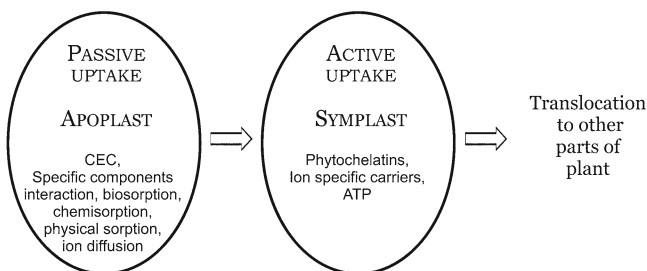 PASSIVE
UPTAKE
APOPLAST
CEC,
Specific components
interaction, biosorption,
chemisorption,
physical sorption,
ion diffusion
ACTIVE
UPTAKE
SYMPLAST
Phytochelatins,
Ion specific carriers,
ATP
Translocation
to other
parts of
plant